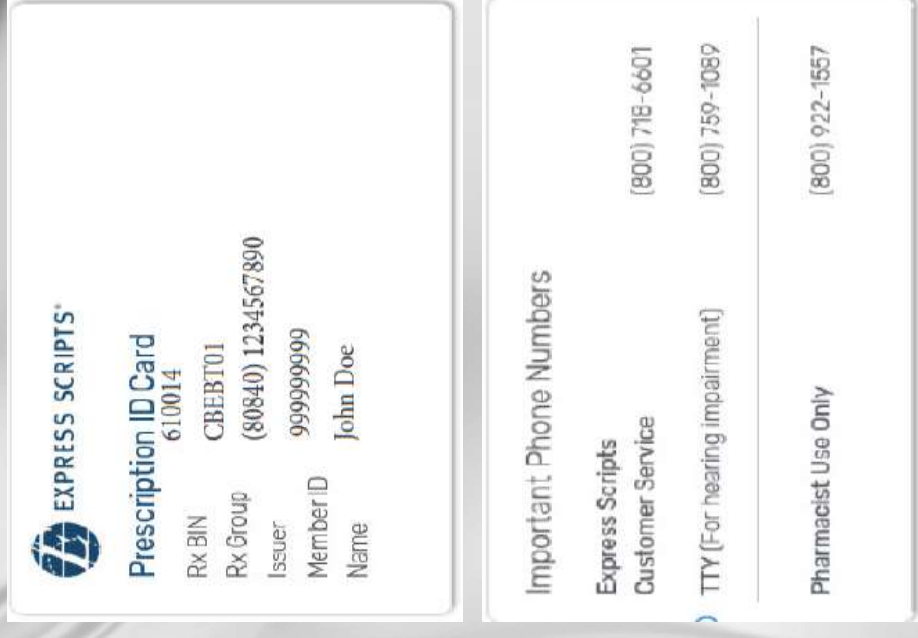 EXPRESS SCRIPTS®
Prescription ID Card
Rx BIN 610014
Rx Group CBEBT01
Issuer (80840) 1234567890
Member ID 999999999
Name John Doe
Important Phone Numbers
Express Scripts
Customer Service (800) 718-6601
TTY (For hearing impairment) (800) 759-1089
Pharmacist Use Only (800) 922-1557